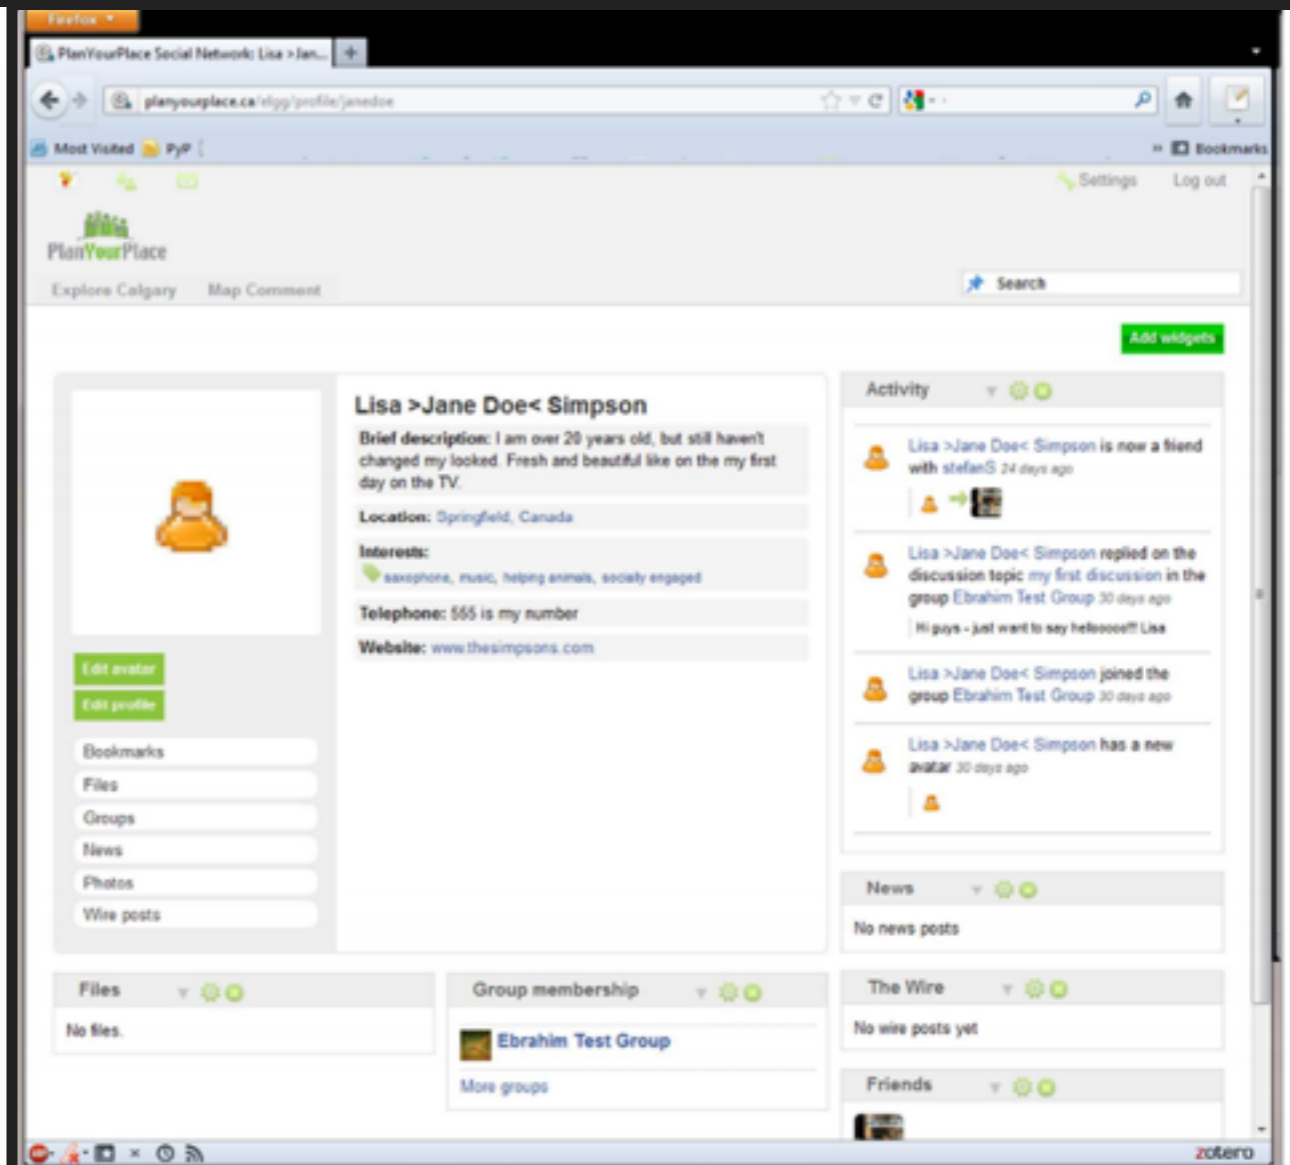 Firefox
PlanYourPlace Social Network: Lisa >Jan...
planyourplace.ca/elgg/profile/janedoe
Most Visited PyP [
» Bookmarks
Settings Log out
PlanYourPlace
Explore Calgary Map Comment
Search
Add widgets
Lisa >Jane Doe< Simpson
Brief description: I am over 20 years old, but still haven't
changed my looked. Fresh and beautiful like on the my first
day on the TV.
Location: Springfield, Canada
Interests:
saxophone, music, helping animals, socially engaged
Telephone: 555 is my number
Website: www.thesimpsons.com
Edit avatar
Edit profile
Bookmarks
Files
Groups
News
Photos
Wire posts
Activity
Lisa >Jane Doe< Simpson is now a friend
with stefanS 24 days ago
Lisa >Jane Doe< Simpson replied on the
discussion topic my first discussion in the
group Ebrahim Test Group 30 days ago
Hi guys - just want to say helloooo!!! Lisa
Lisa >Jane Doe< Simpson joined the
group Ebrahim Test Group 30 days ago
Lisa >Jane Doe< Simpson has a new
avatar 30 days ago
News
No news posts
Files
No files.
Group membership
Ebrahim Test Group
More groups
The Wire
No wire posts yet
Friends
zotero